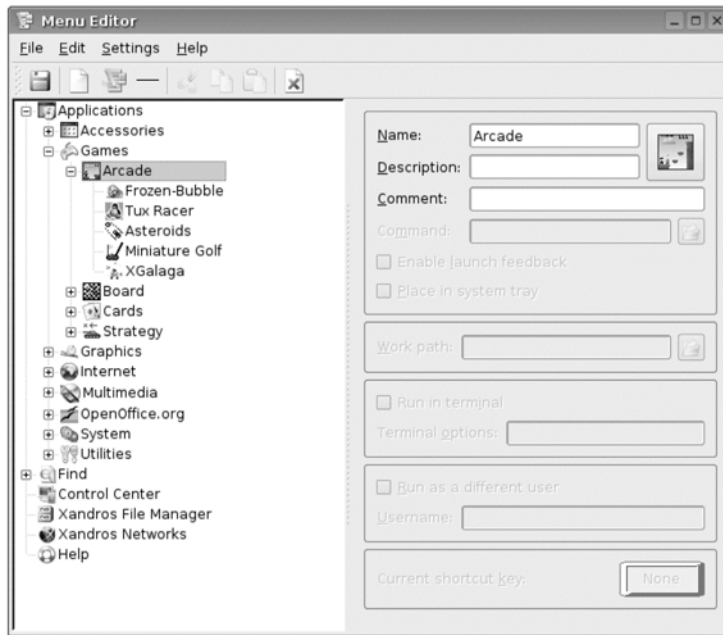 Menu Editor
File Edit Settings Help
Applications
Accessories
Games
Arcade
Frozen-Bubble
Tux Racer
Asteroids
Miniature Golf
XGalaga
Board
Cards
Strategy
Graphics
Internet
Multimedia
OpenOffice.org
System
Utilities
Find
Control Center
Xandros File Manager
Xandros Networks
Help
Name: Arcade
Description:
Comment:
Command:
Enable launch feedback
Place in system tray
Work path:
Run in terminal
Terminal options:
Run as a different user
Username:
Current shortcut key: None